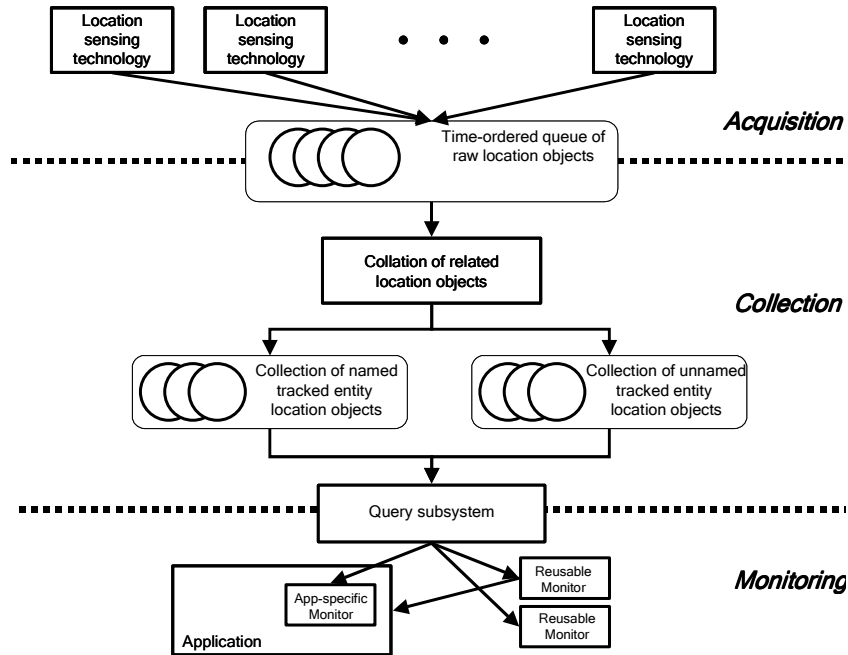 Location
sensing
technology
Location
sensing
technology
Location
sensing
technology
Acquisition
Time-ordered queue of
raw location objects
Collation of related
location objects
Collection
Collection of named
tracked entity
location objects
Collection of unnamed
tracked entity
location objects
Query subsystem
Monitoring
App-specific
Monitor
Application
Reusable
Monitor
Reusable
Monitor